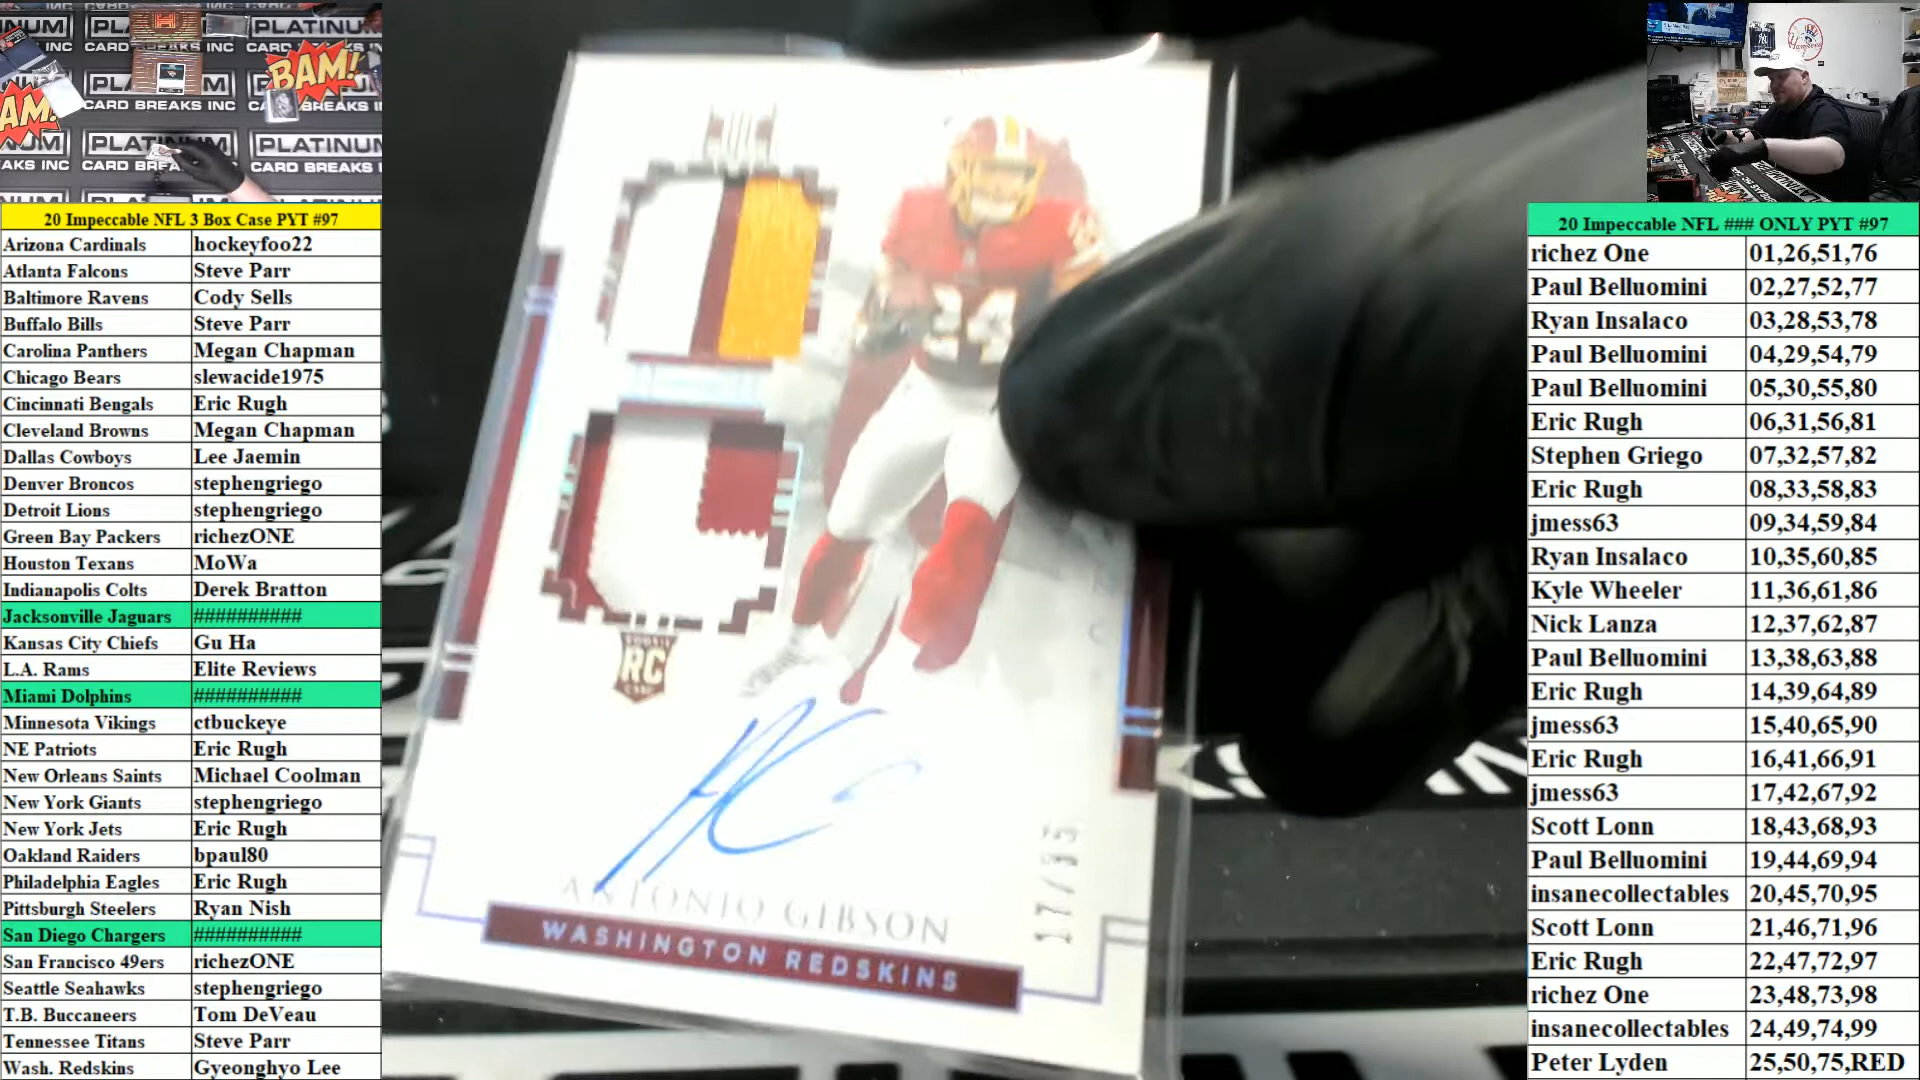 20 Impeccable NFL 3 Box Case PYT #97
Arizona Cardinals hockeyfoo22
Atlanta Falcons Steve Parr
Baltimore Ravens Cody Sells
Buffalo Bills Steve Parr
Carolina Panthers Megan Chapman
Chicago Bears slewacide1975
Cincinnati Bengals Eric Rugh
Cleveland Browns Megan Chapman
Dallas Cowboys Lee Jaemin
Denver Broncos stephengriego
Detroit Lions stephengriego
Green Bay Packers richezONE
Houston Texans MoWa
Indianapolis Colts Derek Bratton
Jacksonville Jaguars ##########
Kansas City Chiefs Gu Ha
L.A. Rams Elite Reviews
Miami Dolphins ##########
Minnesota Vikings ctbuckeye
NE Patriots Eric Rugh
New Orleans Saints Michael Coolman
New York Giants stephengriego
New York Jets Eric Rugh
Oakland Raiders bpaul80
Philadelphia Eagles Eric Rugh
Pittsburgh Steelers Ryan Nish
San Diego Chargers ##########
San Francisco 49ers richezONE
Seattle Seahawks stephengriego
T.B. Buccaneers Tom DeVeau
Tennessee Titans Steve Parr
Wash. Redskins Gyeonghyo Lee
PLATINUM
CARD BREAKS INC
BAM!
24
RC
ANTONIO GIBSON
17/35
WASHINGTON REDSKINS
20 Impeccable NFL ### ONLY PYT #97
richez One 01,26,51,76
Paul Belluomini 02,27,52,77
Ryan Insalaco 03,28,53,78
Paul Belluomini 04,29,54,79
Paul Belluomini 05,30,55,80
Eric Rugh 06,31,56,81
Stephen Griego 07,32,57,82
Eric Rugh 08,33,58,83
jmess63 09,34,59,84
Ryan Insalaco 10,35,60,85
Kyle Wheeler 11,36,61,86
Nick Lanza 12,37,62,87
Paul Belluomini 13,38,63,88
Eric Rugh 14,39,64,89
jmess63 15,40,65,90
Eric Rugh 16,41,66,91
jmess63 17,42,67,92
Scott Lonn 18,43,68,93
Paul Belluomini 19,44,69,94
insanecollectables 20,45,70,95
Scott Lonn 21,46,71,96
Eric Rugh 22,47,72,97
richez One 23,48,73,98
insanecollectables 24,49,74,99
Peter Lyden 25,50,75,RED